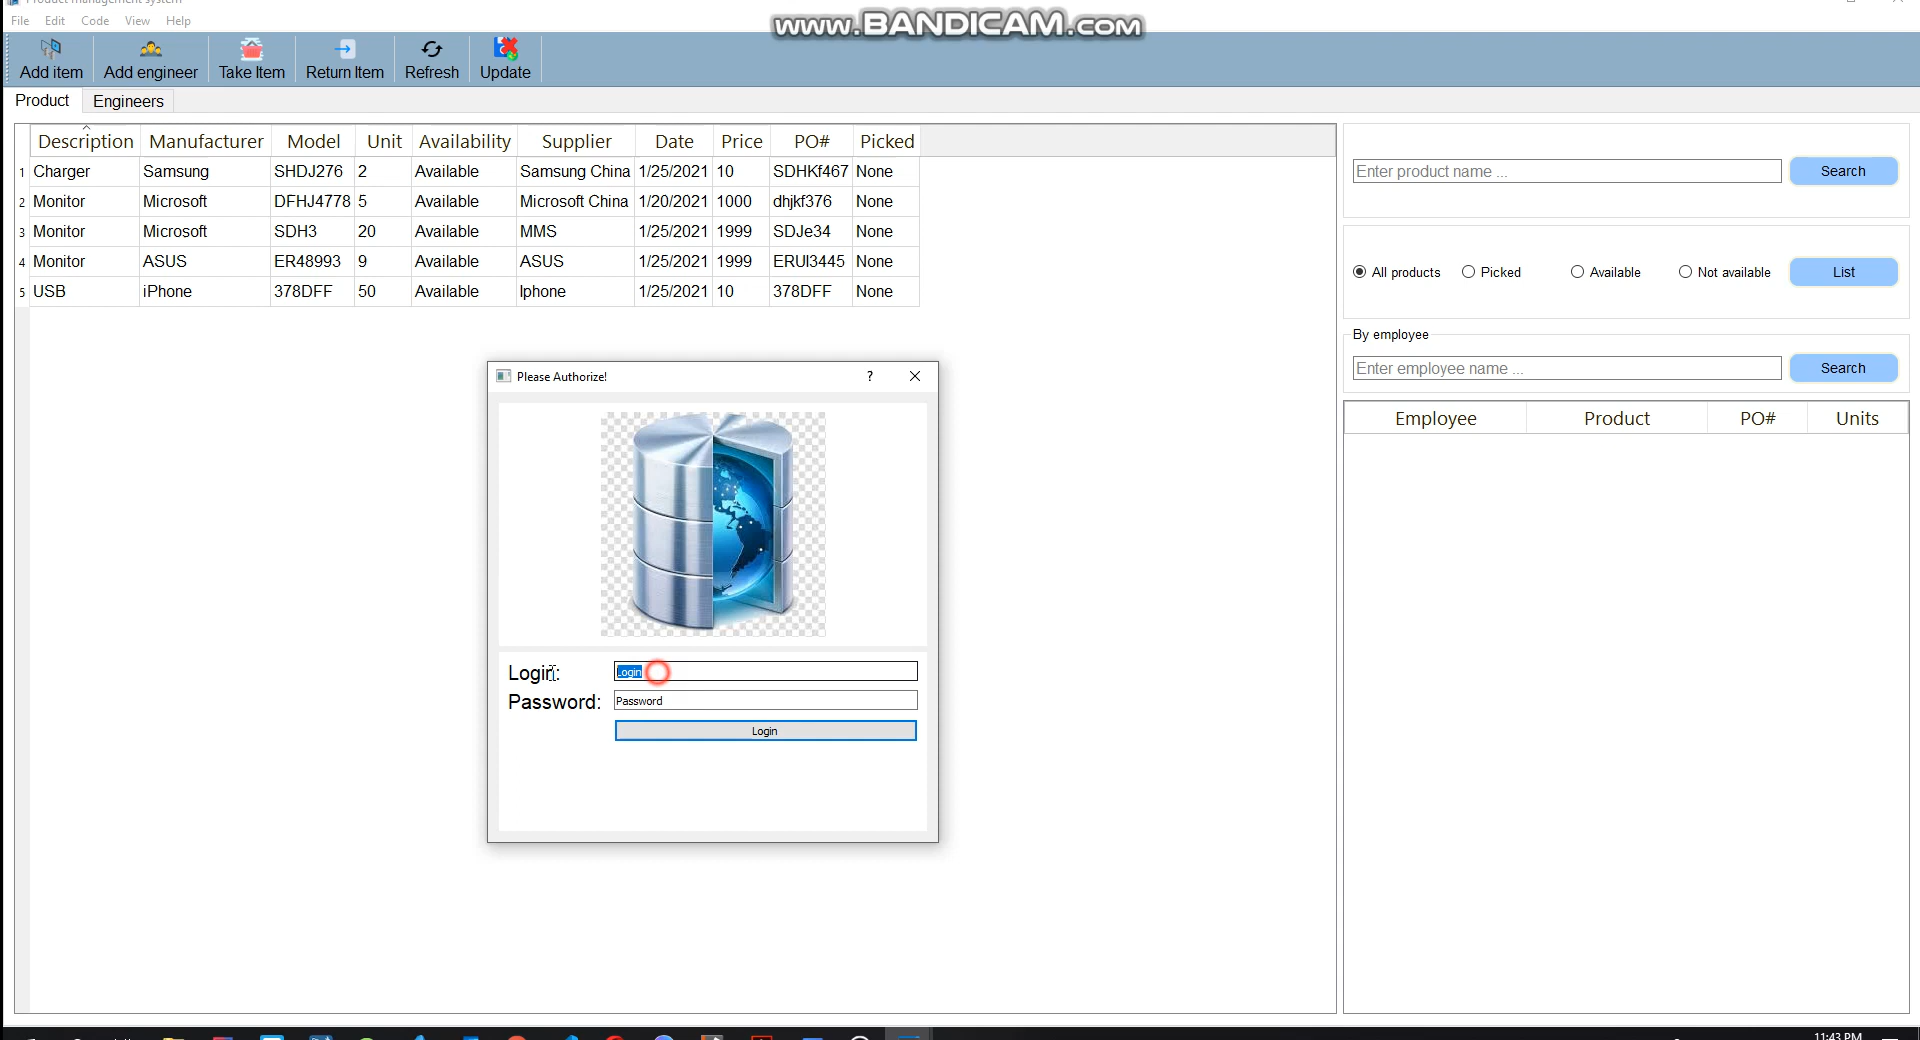 Product management system
File Edit Code View Help
www.BANDICAM.com
Add item Add engineer Take Item Return Item Refresh Update
Product Engineers
Description Manufacturer Model Unit Availability Supplier Date Price PO# Picked
1 Charger Samsung SHDJ276 2 Available Samsung China 1/25/2021 10 SDHKf467 None
2 Monitor Microsoft DFHJ4778 5 Available Microsoft China 1/20/2021 1000 dhjkf376 None
3 Monitor Microsoft SDH3 20 Available MMS 1/25/2021 1999 SDJe34 None
4 Monitor ASUS ER48993 9 Available ASUS 1/25/2021 1999 ERUI3445 None
5 USB iPhone 378DFF 50 Available Iphone 1/25/2021 10 378DFF None
Enter product name ... Search
All products Picked Available Not available List
By employee
Enter employee name ... Search
Employee Product PO# Units
Please Authorize! ?
Login: Login
Password: Password
Login
11:43 PM